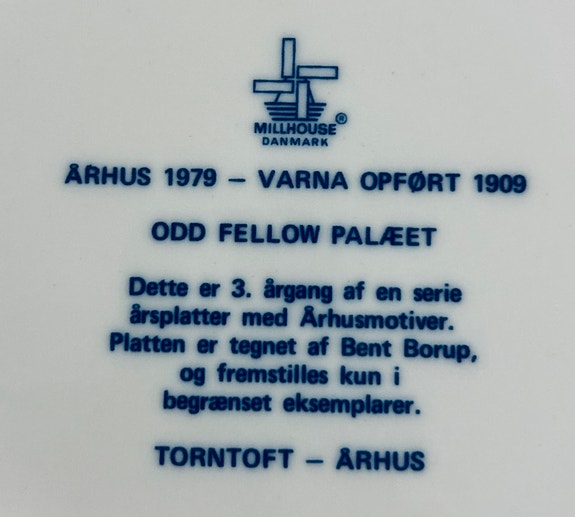 MILLHOUSE®
DANMARK
ÅRHUS 1979 – VARNA OPFØRT 1909
ODD FELLOW PALÆET
Dette er 3. årgang af en serie
årsplatter med Århusmotiver.
Platten er tegnet af Bent Borup,
og fremstilles kun i
begrænset eksemplarer.
TORNTOFT – ÅRHUS